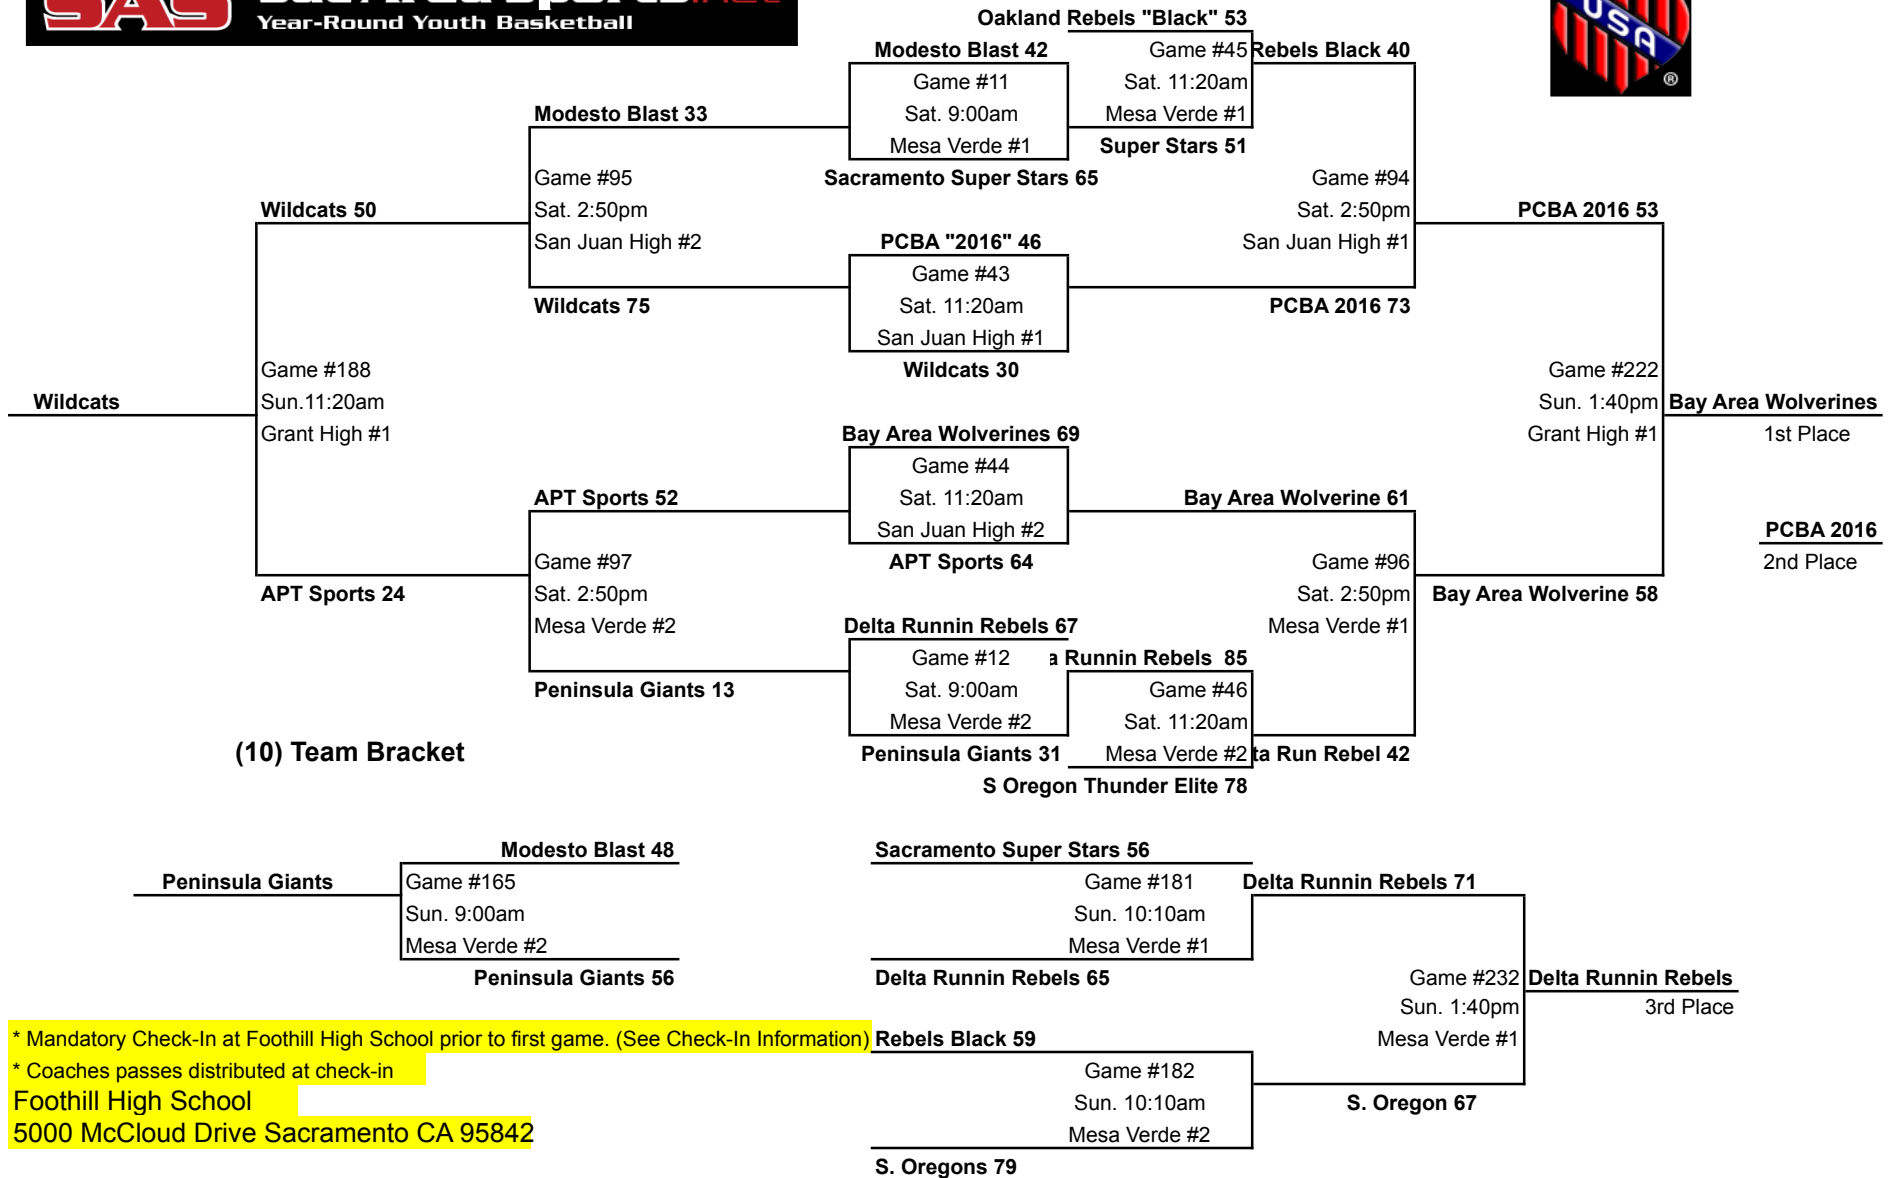 SAS
Year-Round Youth Basketball
USA
®
Oakland Rebels "Black" 53
Modesto Blast 42
Game #45
Rebels Black 40
Game #11
Sat. 11:20am
Modesto Blast 33
Sat. 9:00am
Mesa Verde #1
Mesa Verde #1
Super Stars 51
Game #95
Sacramento Super Stars 65
Game #94
Wildcats 50
Sat. 2:50pm
Sat. 2:50pm
PCBA 2016 53
San Juan High #2
PCBA "2016" 46
San Juan High #1
Game #43
Wildcats 75
Sat. 11:20am
PCBA 2016 73
San Juan High #1
Game #188
Wildcats 30
Game #222
Wildcats
Sun.11:20am
Sun. 1:40pm
Bay Area Wolverines
Grant High #1
Bay Area Wolverines 69
Grant High #1
1st Place
Game #44
APT Sports 52
Sat. 11:20am
Bay Area Wolverine 61
San Juan High #2
PCBA 2016
Game #97
APT Sports 64
Game #96
2nd Place
APT Sports 24
Sat. 2:50pm
Sat. 2:50pm
Bay Area Wolverine 58
Mesa Verde #2
Delta Runnin Rebels 67
Mesa Verde #1
Game #12
a Runnin Rebels 85
Peninsula Giants 13
Sat. 9:00am
Game #46
Mesa Verde #2
Sat. 11:20am
(10) Team Bracket
Peninsula Giants 31
Mesa Verde #2
ta Run Rebel 42
S Oregon Thunder Elite 78
Modesto Blast 48
Sacramento Super Stars 56
Peninsula Giants
Game #165
Game #181
Delta Runnin Rebels 71
Sun. 9:00am
Sun. 10:10am
Mesa Verde #2
Mesa Verde #1
Peninsula Giants 56
Delta Runnin Rebels 65
Game #232
Delta Runnin Rebels
Sun. 1:40pm
3rd Place
* Mandatory Check-In at Foothill High School prior to first game. (See Check-In Information)
Rebels Black 59
Mesa Verde #1
* Coaches passes distributed at check-in
Game #182
Foothill High School
Sun. 10:10am
S. Oregon 67
5000 McCloud Drive Sacramento CA 95842
Mesa Verde #2
S. Oregons 79